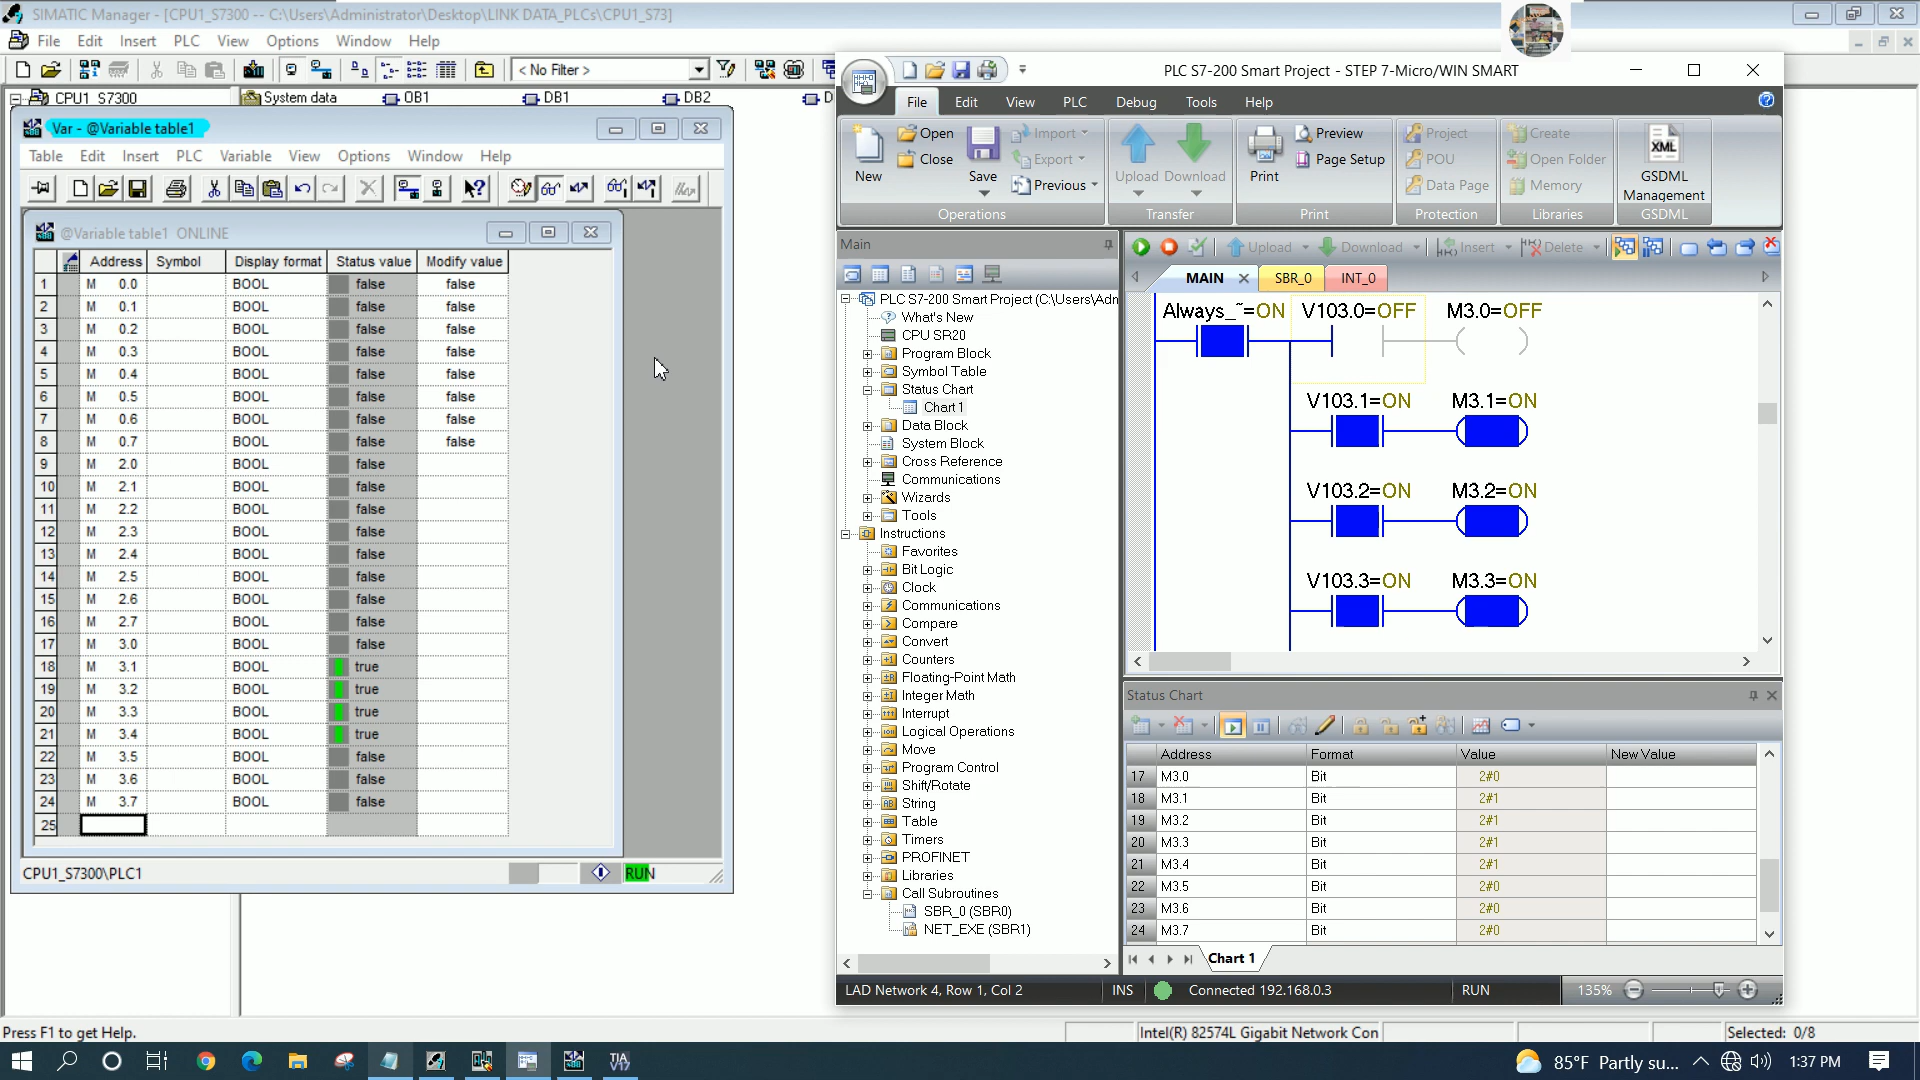 SIMATIC Manager - [CPU1_S7300 -- C:\Users\Administrator\Desktop\LINK DATA_PLCs\CPU1_S73]
File Edit Insert PLC View Options Window Help
< No Filter >
CPU1_S7300
System data OB1 DB1 DB2 D
Var - @Variable table1
Table Edit Insert PLC Variable View Options Window Help
@Variable table1 ONLINE
Address Symbol Display format Status value Modify value
1 M 0.0 BOOL false false
2 M 0.1 BOOL false false
3 M 0.2 BOOL false false
4 M 0.3 BOOL false false
5 M 0.4 BOOL false false
6 M 0.5 BOOL false false
7 M 0.6 BOOL false false
8 M 0.7 BOOL false false
9 M 2.0 BOOL false
10 M 2.1 BOOL false
11 M 2.2 BOOL false
12 M 2.3 BOOL false
13 M 2.4 BOOL false
14 M 2.5 BOOL false
15 M 2.6 BOOL false
16 M 2.7 BOOL false
17 M 3.0 BOOL false
18 M 3.1 BOOL true
19 M 3.2 BOOL true
20 M 3.3 BOOL true
21 M 3.4 BOOL true
22 M 3.5 BOOL false
23 M 3.6 BOOL false
24 M 3.7 BOOL false
25
CPU1_S7300\PLC1 RUN
PLC S7-200 Smart Project - STEP 7-Micro/WIN SMART
File Edit View PLC Debug Tools Help
New Open Close Save Import Export Previous
Operations
Upload Download
Transfer
Print Preview Page Setup
Print
Project POU Data Page
Protection
Create Open Folder Memory
Libraries
XML
GSDML Management
GSDML
Main
Upload Download Insert Delete
MAIN SBR_0 INT_0
PLC S7-200 Smart Project (C:\Users\Adn
What's New
CPU SR20
Program Block
Symbol Table
Status Chart
Chart 1
Data Block
System Block
Cross Reference
Communications
Wizards
Tools
Instructions
Favorites
Bit Logic
Clock
Communications
Compare
Convert
Counters
Floating-Point Math
Integer Math
Interrupt
Logical Operations
Move
Program Control
Shift/Rotate
String
Table
Timers
PROFINET
Libraries
Call Subroutines
SBR_0 (SBR0)
NET_EXE (SBR1)
Always_~=ON V103.0=OFF M3.0=OFF
V103.1=ON M3.1=ON
V103.2=ON M3.2=ON
V103.3=ON M3.3=ON
Status Chart
Address Format Value New Value
17 M3.0 Bit 2#0
18 M3.1 Bit 2#1
19 M3.2 Bit 2#1
20 M3.3 Bit 2#1
21 M3.4 Bit 2#1
22 M3.5 Bit 2#0
23 M3.6 Bit 2#0
24 M3.7 Bit 2#0
Chart 1
LAD Network 4, Row 1, Col 2 INS Connected 192.168.0.3 RUN 135%
Press F1 to get Help. Intel(R) 82574L Gigabit Network Con Selected: 0/8
TIA V17
85°F Partly su... 1:37 PM